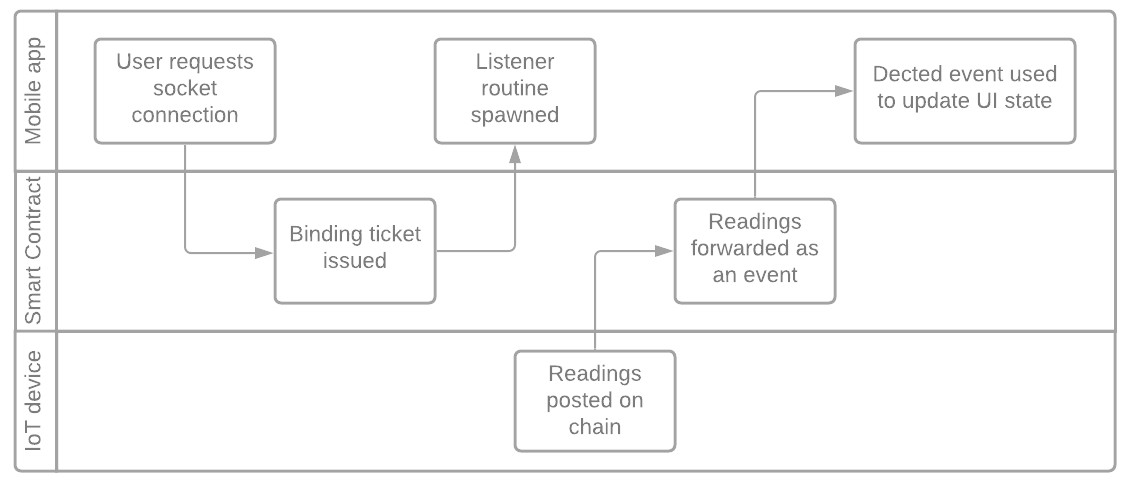 Mobile app
User requests
socket
connection
Listener
routine
spawned
Dected event used
to update UI state
Smart Contract
Binding ticket
issued
Readings
forwarded as
an event
IoT device
Readings
posted on
chain